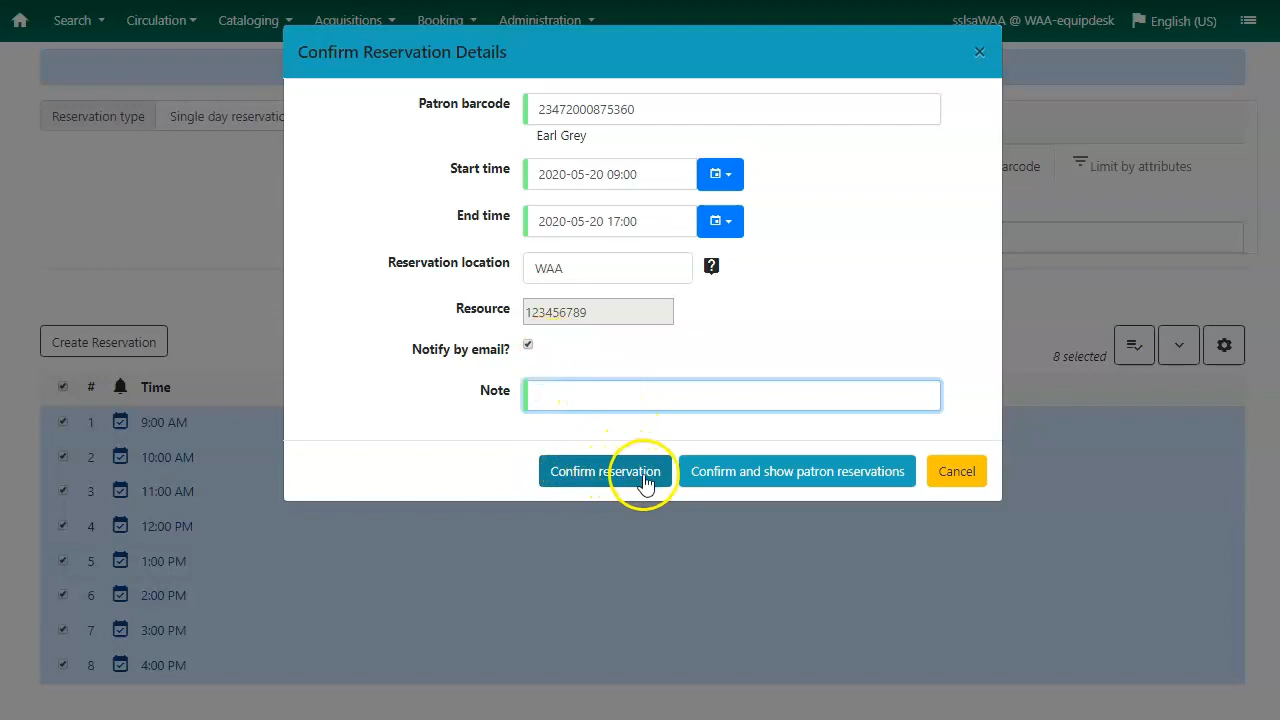 Search Circulation Cataloging Acquisitions Booking Administration sslsaWAA @ WAA-equipdesk English (US)
Confirm Reservation Details ×
Patron barcode 23472000875360
Earl Grey
Reservation type Single day reservatio
Start time 2020-05-20 09:00
arcode Limit by attributes
End time 2020-05-20 17:00
Reservation location WAA ?
Resource 123456789
Create Reservation
Notify by email?
8 selected
# Time
Note
1 9:00 AM
2 10:00 AM
Confirm reservation Confirm and show patron reservations Cancel
3 11:00 AM
4 12:00 PM
5 1:00 PM
6 2:00 PM
7 3:00 PM
8 4:00 PM